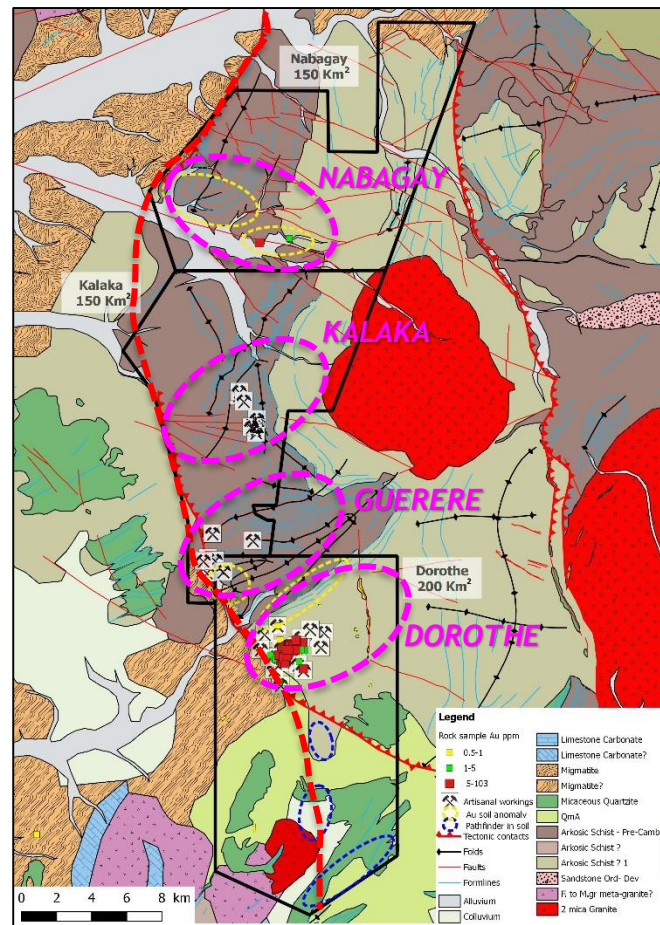 Nabagay
150 Km²
NABAGAY
Kalaka
150 Km²
KALAKA
GUERERE
Dorothe
200 Km²
DOROTHE
Legend
Rock sample Au ppm
0.5-1
1-5
5-103
Artisanal workings
Au soil anomaly
Pathfinder in soil
Tectonic contacts
Folds
Faults
Formlines
Alluvium
Colluvium
Limestone Carbonate
Limestone Carbonate?
Migmatite
Migmatite?
Micaceous Quartzite
QmA
Arkosic Schist - Pre-Camb
Arkosic Schist ?
Arkosic Schist ? 1
Sandstone Ord- Dev
F. to M.gr meta-granite?
2 mica Granite
0 2 4 6 8 km